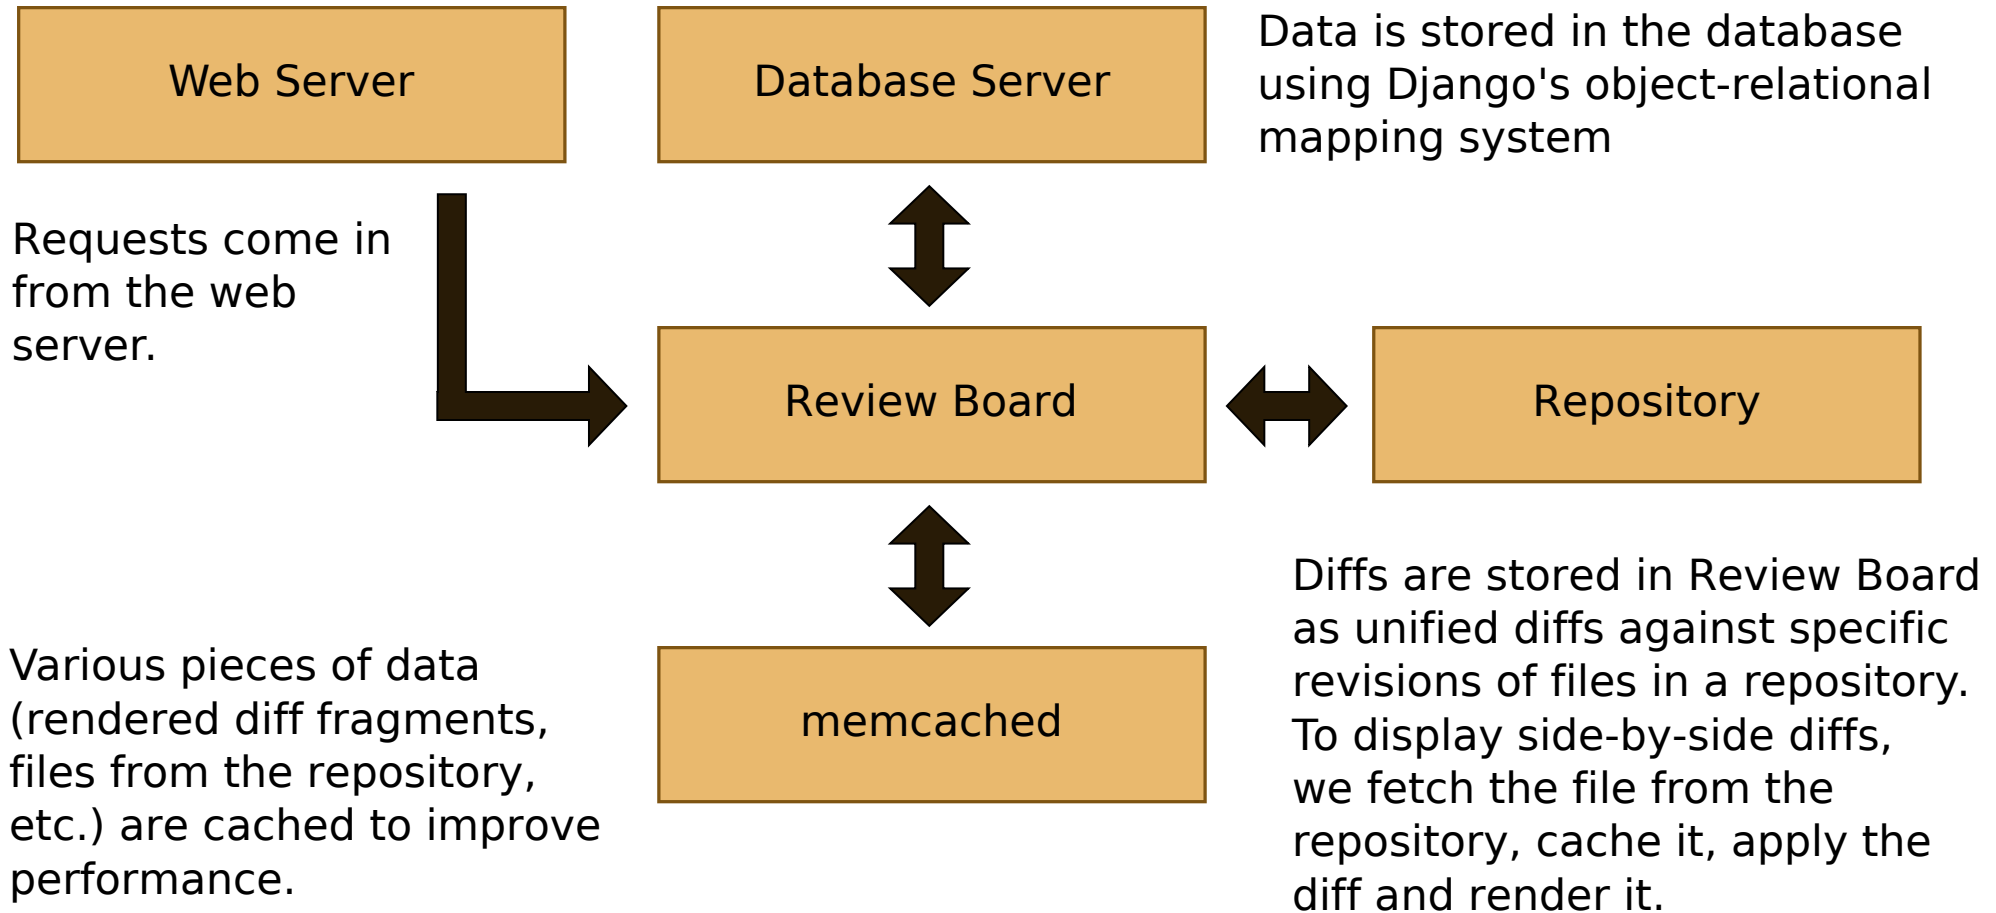 Web Server
Database Server
Data is stored in the database
using Django's object-relational
mapping system
Requests come in
from the web
server.
Review Board
Repository
memcached
Various pieces of data
(rendered diff fragments,
files from the repository,
etc.) are cached to improve
performance.
Diffs are stored in Review Board
as unified diffs against specific
revisions of files in a repository.
To display side-by-side diffs,
we fetch the file from the
repository, cache it, apply the
diff and render it.